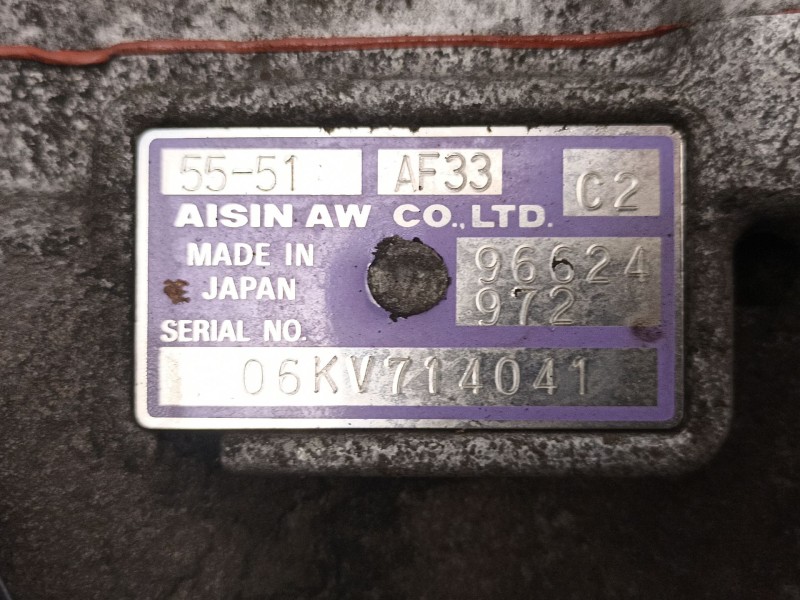 55-51 AF33 C2
AISIN AW CO.,LTD.
MADE IN JAPAN
96624
972
SERIAL NO.
06KV714041